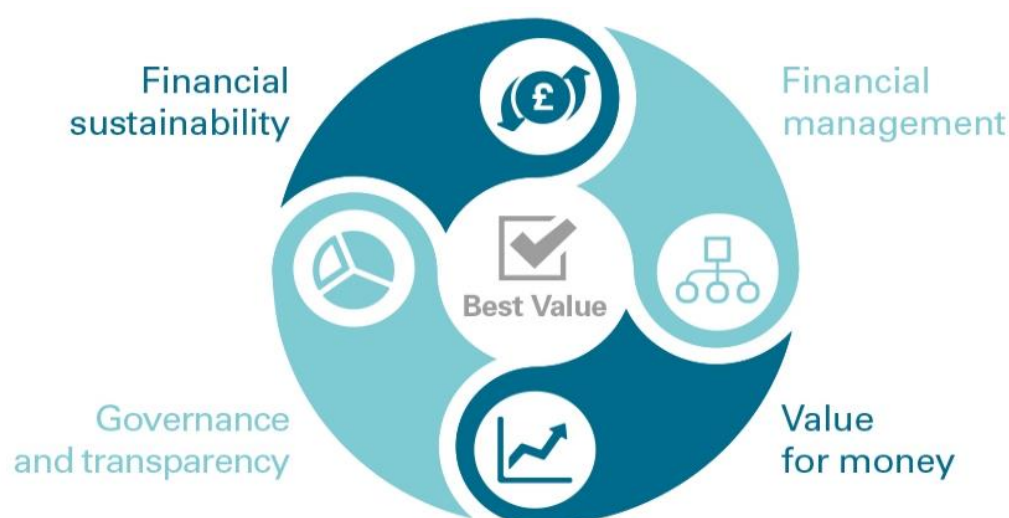 Financial
sustainability
Financial
management
£
Best Value
Governance
and transparency
Value
for money